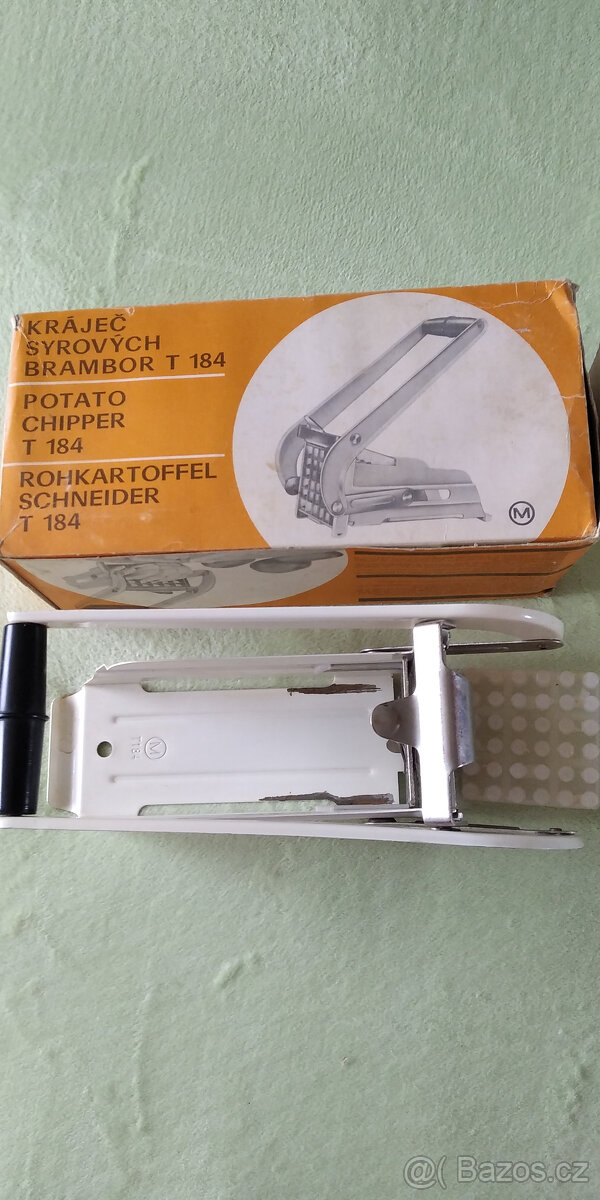 KRÁJEČ
SYROVÝCH
BRAMBOR T 184
POTATO
CHIPPER
T 184
ROHKARTOFFEL
SCHNEIDER
T 184
M
M
T184
@( Bazos.cz